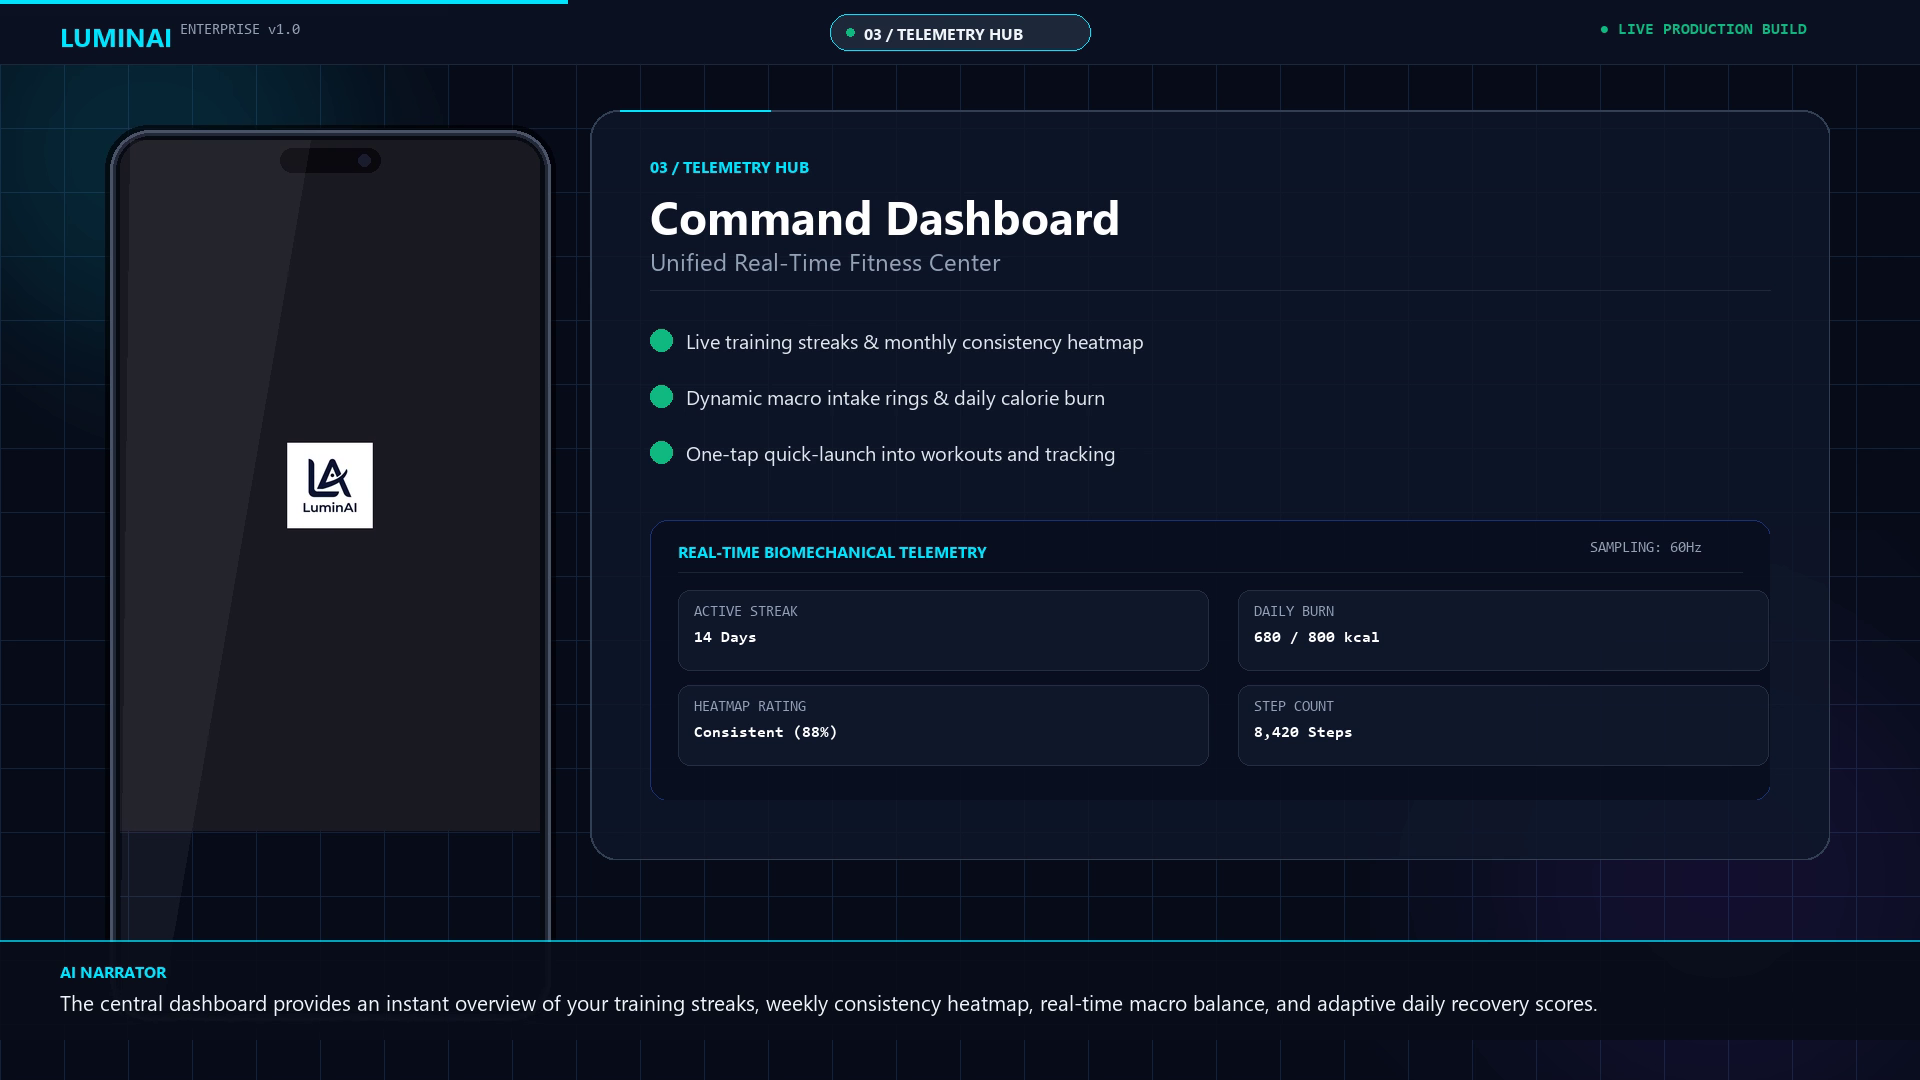 LUMINAI ENTERPRISE v1.0
03 / TELEMETRY HUB
LIVE PRODUCTION BUILD
LA
LuminAI
03 / TELEMETRY HUB
Command Dashboard
Unified Real-Time Fitness Center
Live training streaks & monthly consistency heatmap
Dynamic macro intake rings & daily calorie burn
One-tap quick-launch into workouts and tracking
REAL-TIME BIOMECHANICAL TELEMETRY
SAMPLING: 60Hz
ACTIVE STREAK
14 Days
DAILY BURN
680 / 800 kcal
HEATMAP RATING
Consistent (88%)
STEP COUNT
8,420 Steps
AI NARRATOR
The central dashboard provides an instant overview of your training streaks, weekly consistency heatmap, real-time macro balance, and adaptive daily recovery scores.